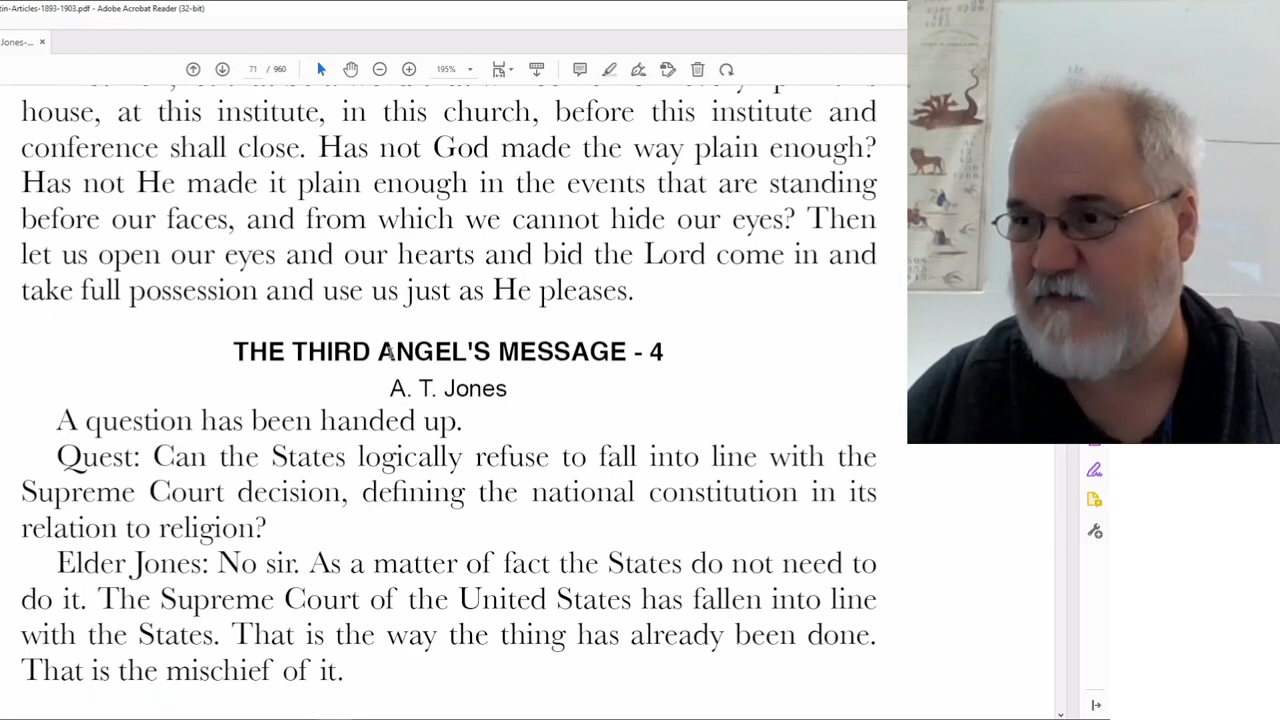 tin-Articles-1893-1903.pdf - Adobe Acrobat Reader (32-bit)
Jones-... ×
71 / 960
195%
house, at this institute, in this church, before this institute and
conference shall close. Has not God made the way plain enough?
Has not He made it plain enough in the events that are standing
before our faces, and from which we cannot hide our eyes? Then
let us open our eyes and our hearts and bid the Lord come in and
take full possession and use us just as He pleases.
THE THIRD ANGEL'S MESSAGE - 4
A. T. Jones
A question has been handed up.
Quest: Can the States logically refuse to fall into line with the
Supreme Court decision, defining the national constitution in its
relation to religion?
Elder Jones: No sir. As a matter of fact the States do not need to
do it. The Supreme Court of the United States has fallen into line
with the States. That is the way the thing has already been done.
That is the mischief of it.